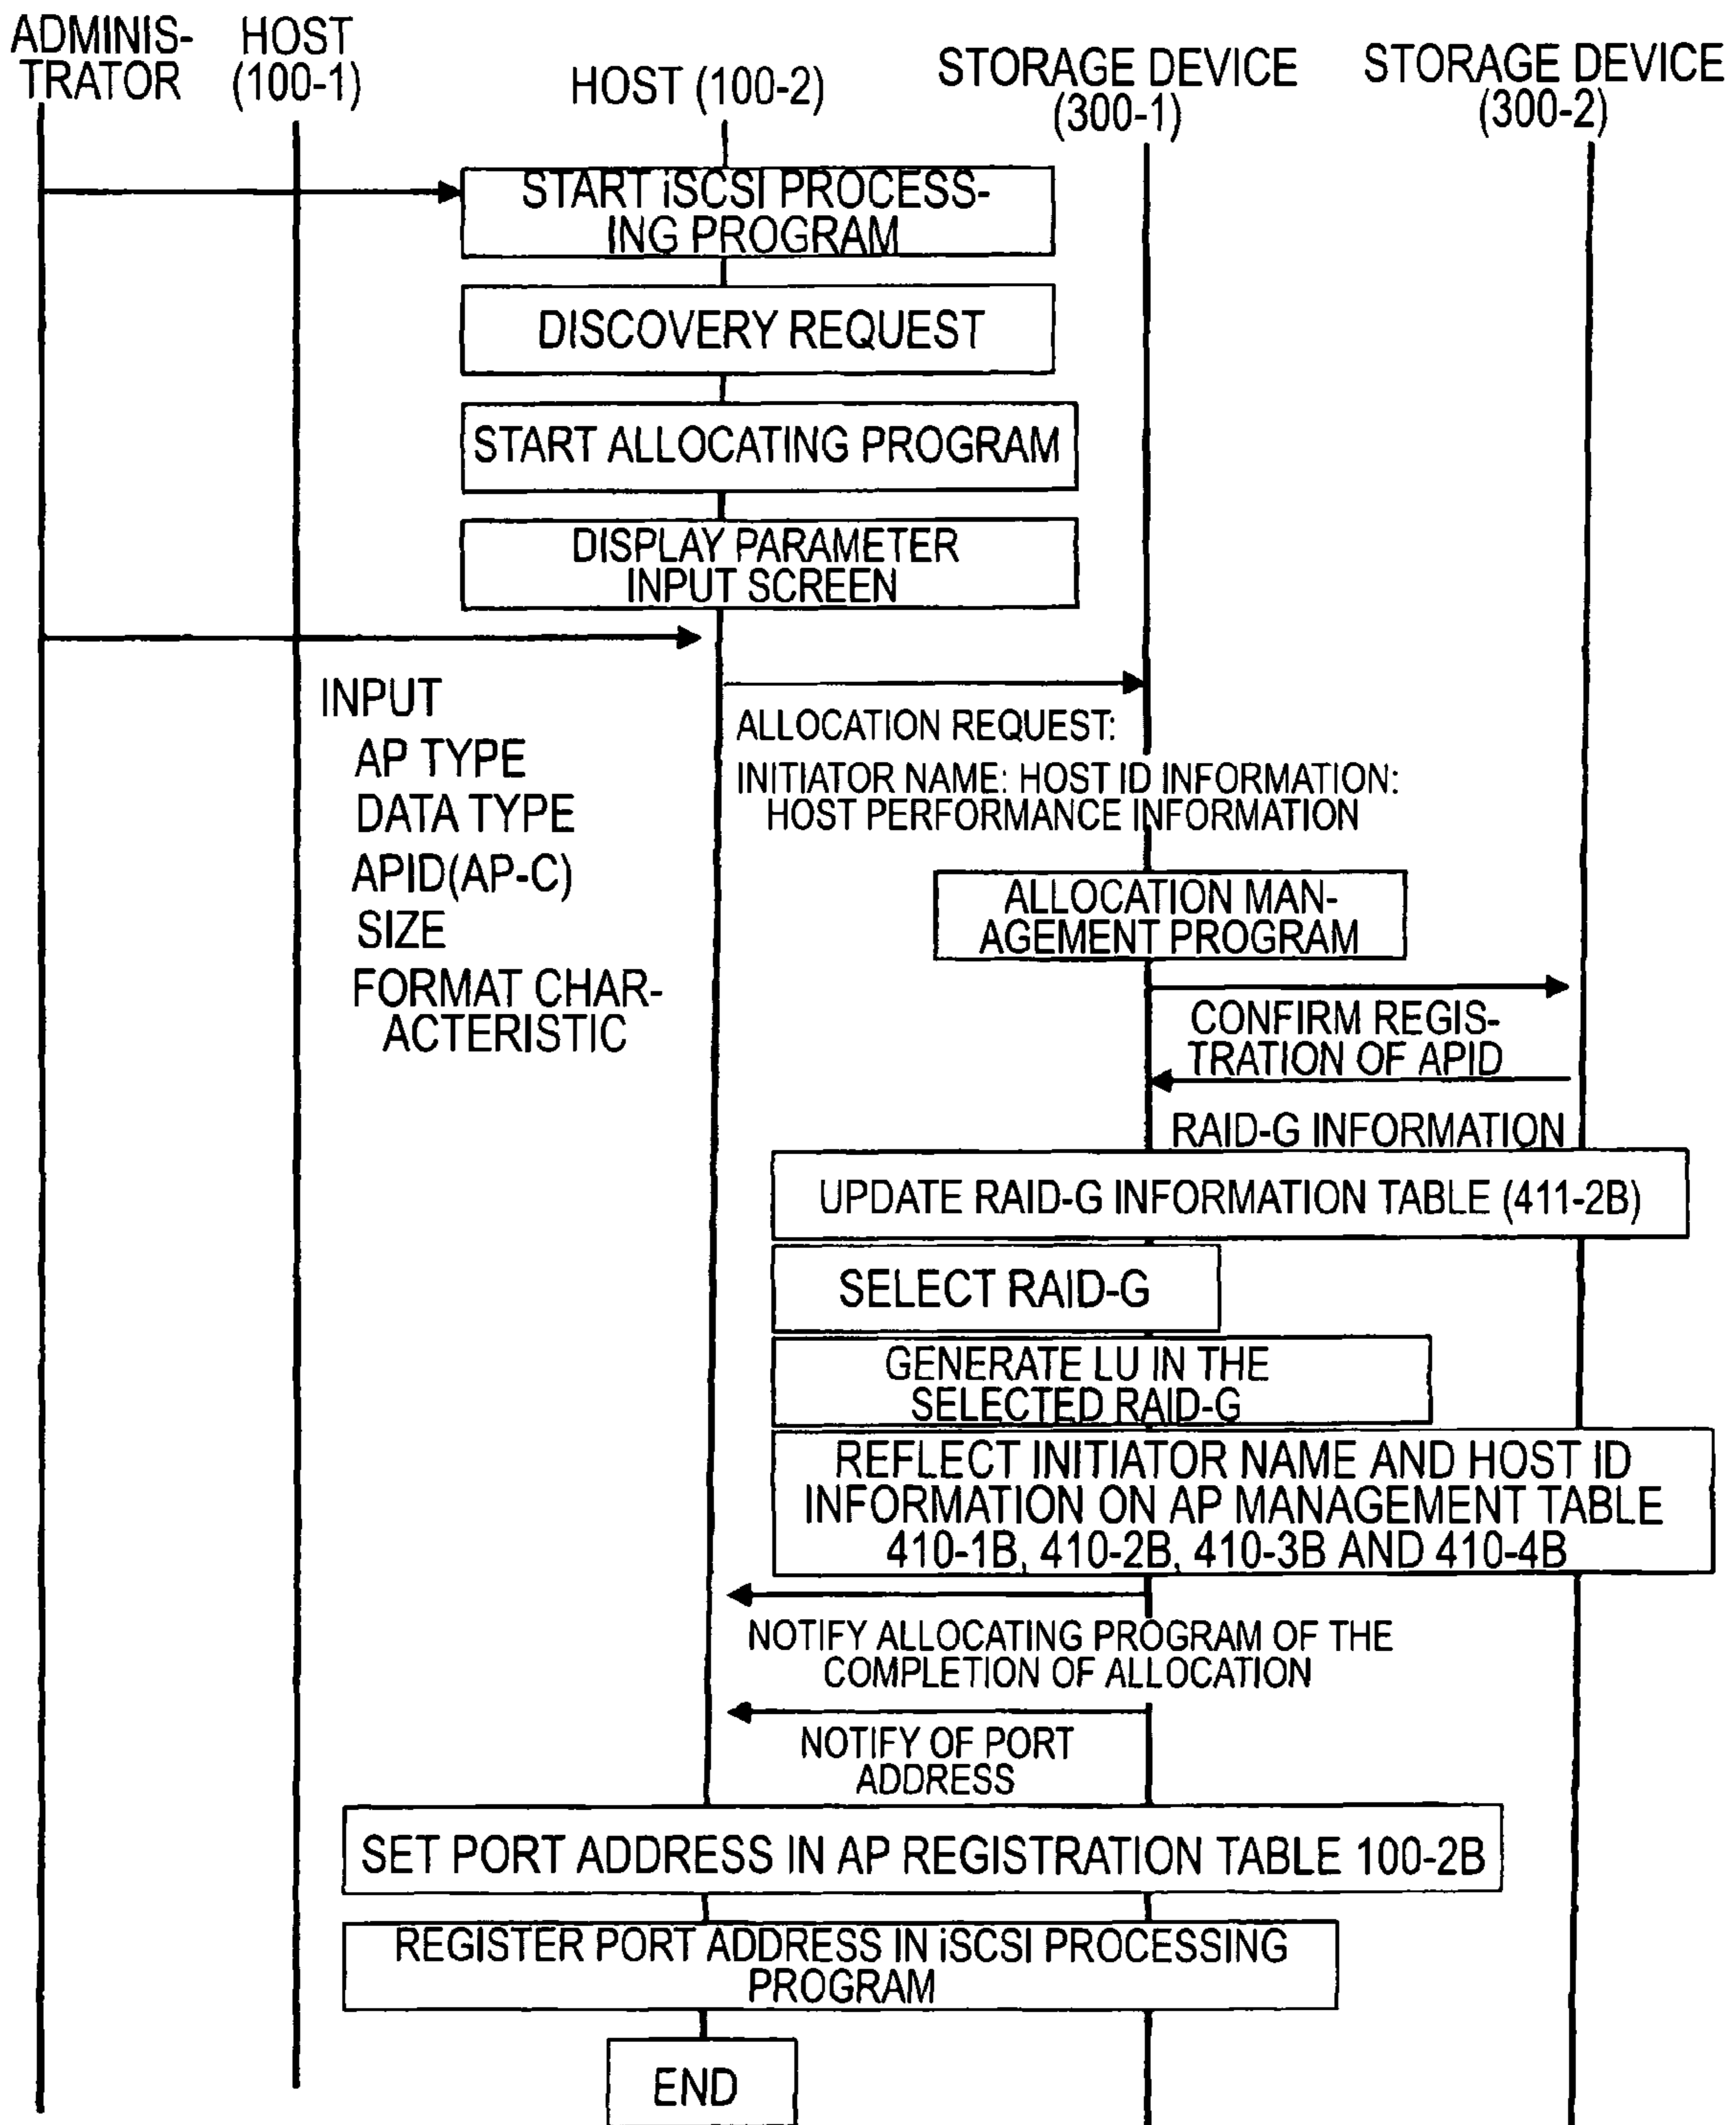 ADMINIS-
TRATOR
HOST
(100-1)
HOST (100-2)
STORAGE DEVICE
(300-1)
STORAGE DEVICE
(300-2)
START iSCSI PROCESS-
ING PROGRAM
DISCOVERY REQUEST
START ALLOCATING PROGRAM
DISPLAY PARAMETER
INPUT SCREEN
INPUT
AP TYPE
DATA TYPE
APID(AP-C)
SIZE
FORMAT CHAR-
ACTERISTIC
ALLOCATION REQUEST:
INITIATOR NAME: HOST ID INFORMATION:
HOST PERFORMANCE INFORMATION
ALLOCATION MAN-
AGEMENT PROGRAM
CONFIRM REGIS-
TRATION OF APID
RAID-G INFORMATION
UPDATE RAID-G INFORMATION TABLE (411-2B)
SELECT RAID-G
GENERATE LU IN THE
SELECTED RAID-G
REFLECT INITIATOR NAME AND HOST ID
INFORMATION ON AP MANAGEMENT TABLE
410-1B, 410-2B, 410-3B AND 410-4B
NOTIFY ALLOCATING PROGRAM OF THE
COMPLETION OF ALLOCATION
NOTIFY OF PORT
ADDRESS
SET PORT ADDRESS IN AP REGISTRATION TABLE 100-2B
REGISTER PORT ADDRESS IN iSCSI PROCESSING
PROGRAM
END